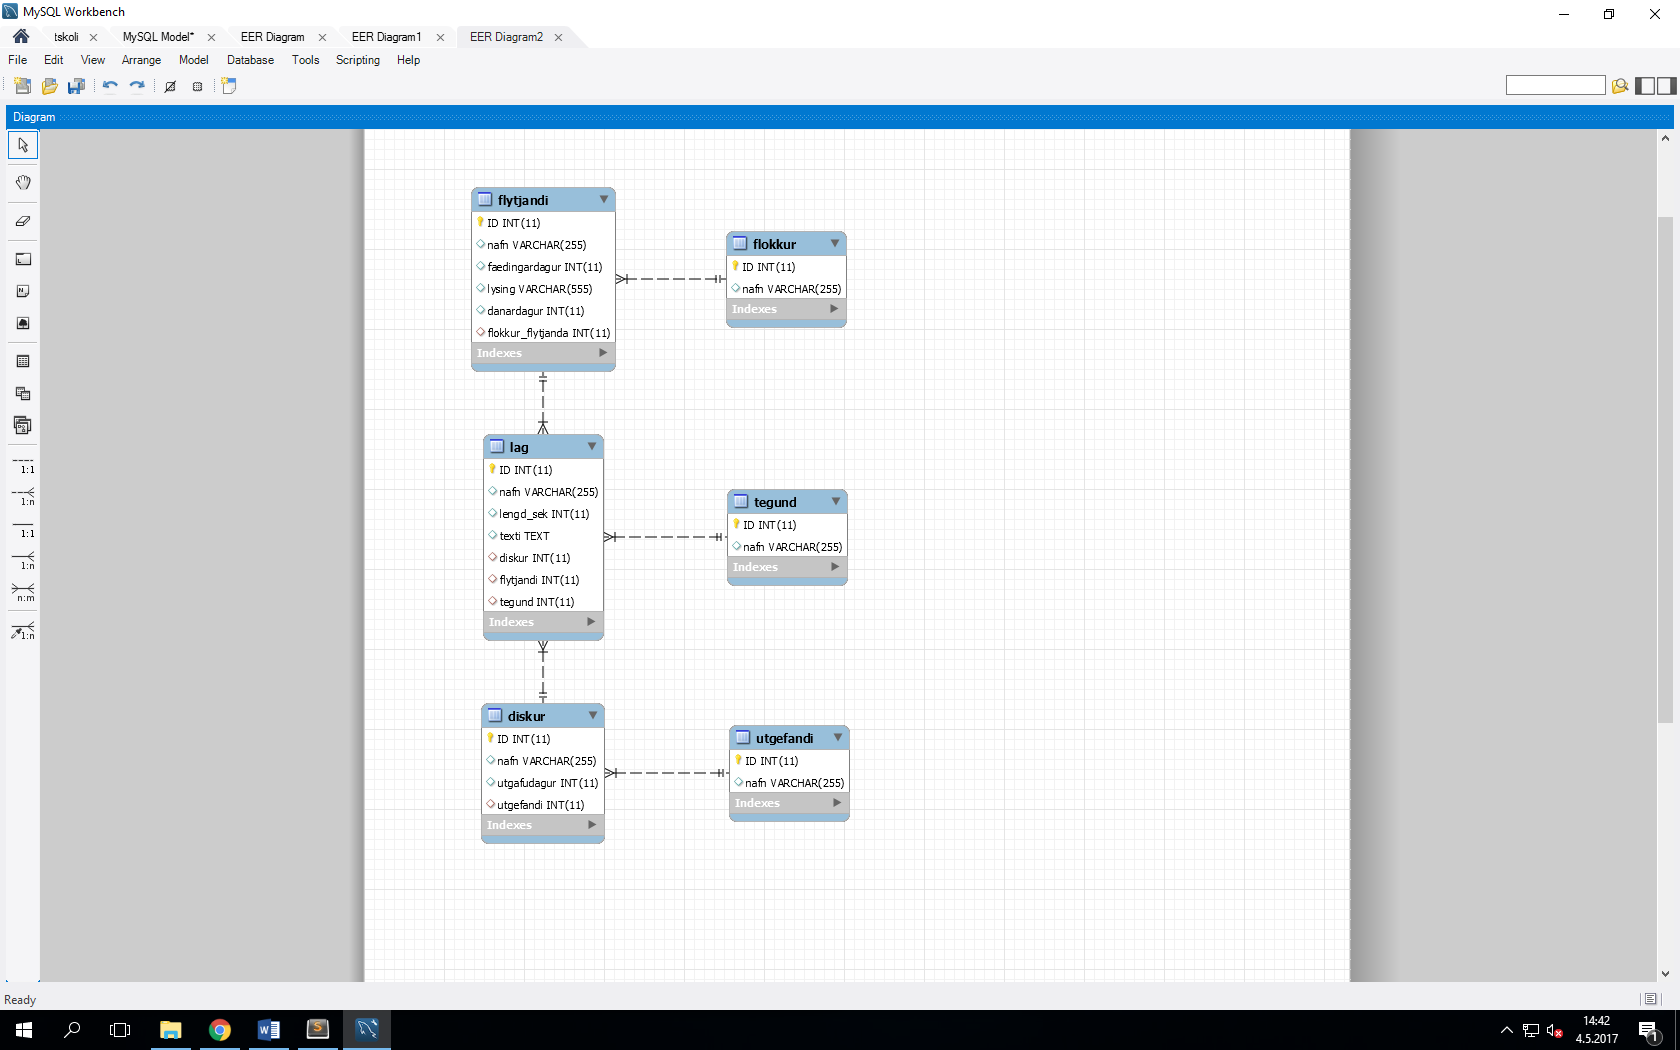 MySQL Workbench
tskoli
MySQL Model*
EER Diagram
EER Diagram1
EER Diagram2
File Edit View Arrange Model Database Tools Scripting Help
Diagram
flytjandi
ID INT(11)
nafn VARCHAR(255)
faedingardagur INT(11)
lysing VARCHAR(555)
danardagur INT(11)
flokkur_flytjanda INT(11)
Indexes
flokkur
ID INT(11)
nafn VARCHAR(255)
Indexes
lag
ID INT(11)
nafn VARCHAR(255)
lengd_sek INT(11)
texti TEXT
diskur INT(11)
flytjandi INT(11)
tegund INT(11)
Indexes
tegund
ID INT(11)
nafn VARCHAR(255)
Indexes
diskur
ID INT(11)
nafn VARCHAR(255)
utgafudagur INT(11)
utgefandi INT(11)
Indexes
utgefandi
ID INT(11)
nafn VARCHAR(255)
Indexes
1:1
1:n
1:1
1:n
n:m
1:n
Ready
14:42
4.5.2017
1